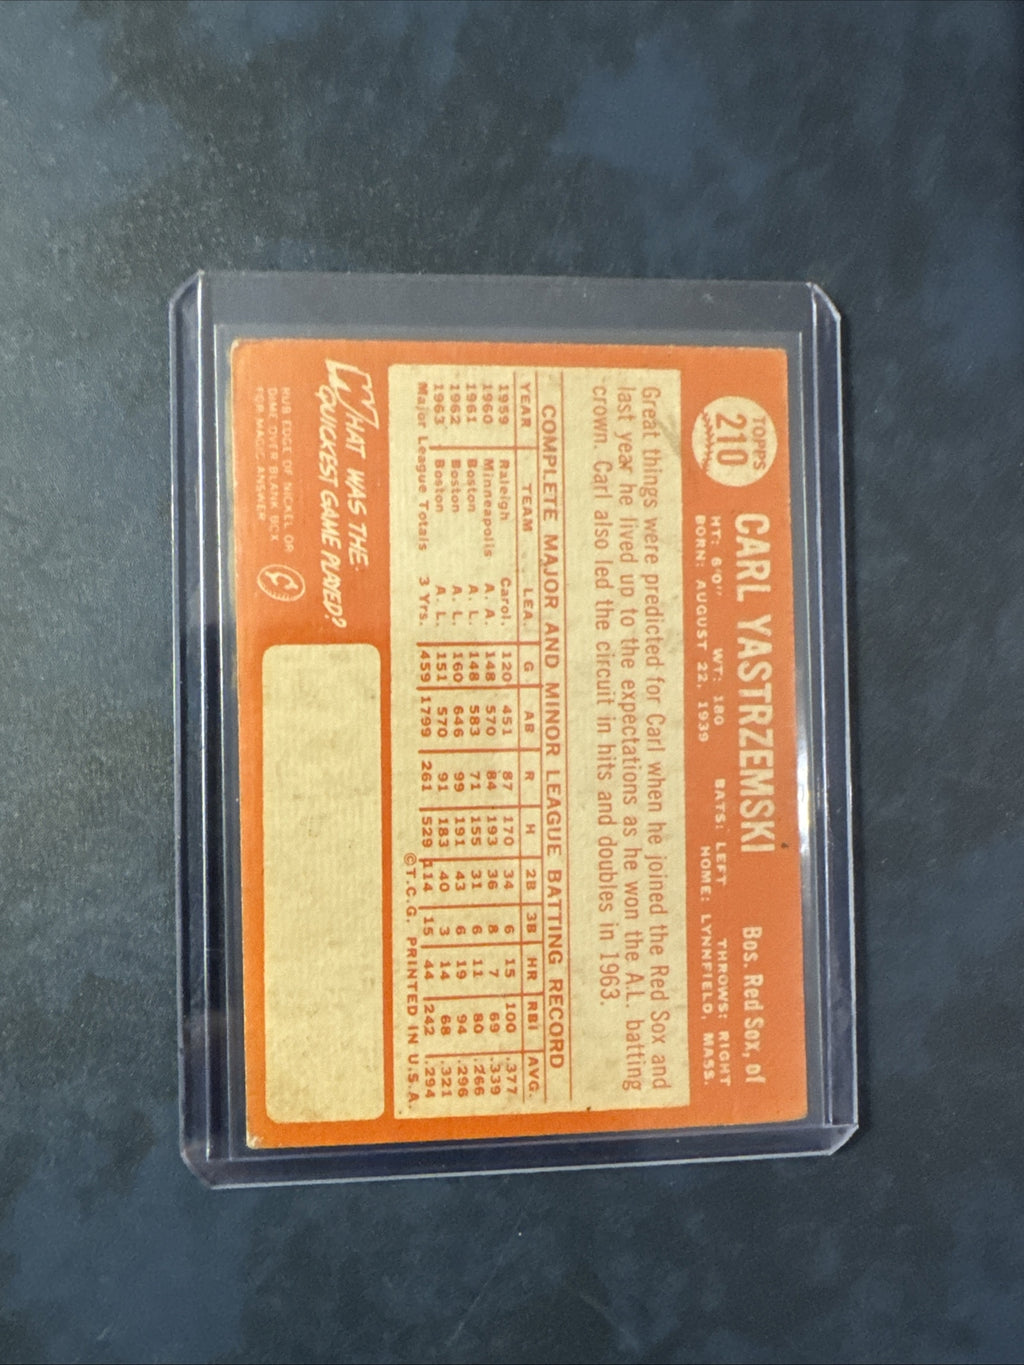 TOPPS
210
CARL YASTRZEMSKI Bos. Red Sox, of
HT: 6'0" WT: 180 BATS: LEFT THROWS: RIGHT
BORN: AUGUST 22, 1939 HOME: LYNNFIELD, MASS.
Great things were predicted for Carl when he joined the Red Sox and
last year he lived up to the expectations as he won the A.L. batting
crown. Carl also led the circuit in hits and doubles in 1963.
COMPLETE MAJOR AND MINOR LEAGUE BATTING RECORD
YEAR TEAM LEA. G AB R H 2B 3B HR RBI AVG.
1959 Raleigh Carol. 120 451 87 170 34 6 15 100 .377
1960 Minneapolis A. A. 148 570 84 193 36 8 7 69 .339
1961 Boston A. L. 148 583 71 155 31 6 11 80 .266
1962 Boston A. L. 160 646 99 191 43 6 19 94 .296
1963 Boston A. L. 151 570 91 183 40 3 14 68 .321
Major League Totals 3 Yrs. 459 1799 261 529 114 15 44 242 .294
©T.C.G. PRINTED IN U.S.A.
WHAT WAS THE
QUICKEST GAME PLAYED?
RUB EDGE OF NICKEL OR
DIME OVER BLANK BOX
FOR MAGIC ANSWER